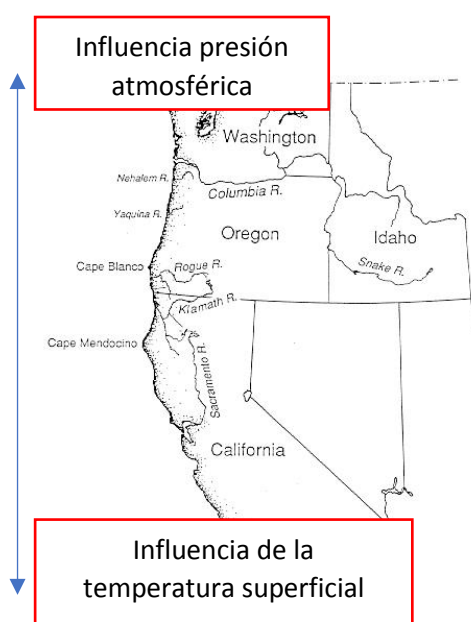 Influencia presión
atmosférica
Washington
Nehalem R.
Columbia R.
Yaquina R.
Oregon
Idaho
Cape Blanco
Rogue R.
Snake R.
Klamath R.
Cape Mendocino
Sacramento R.
California
Influencia de la
temperatura superficial